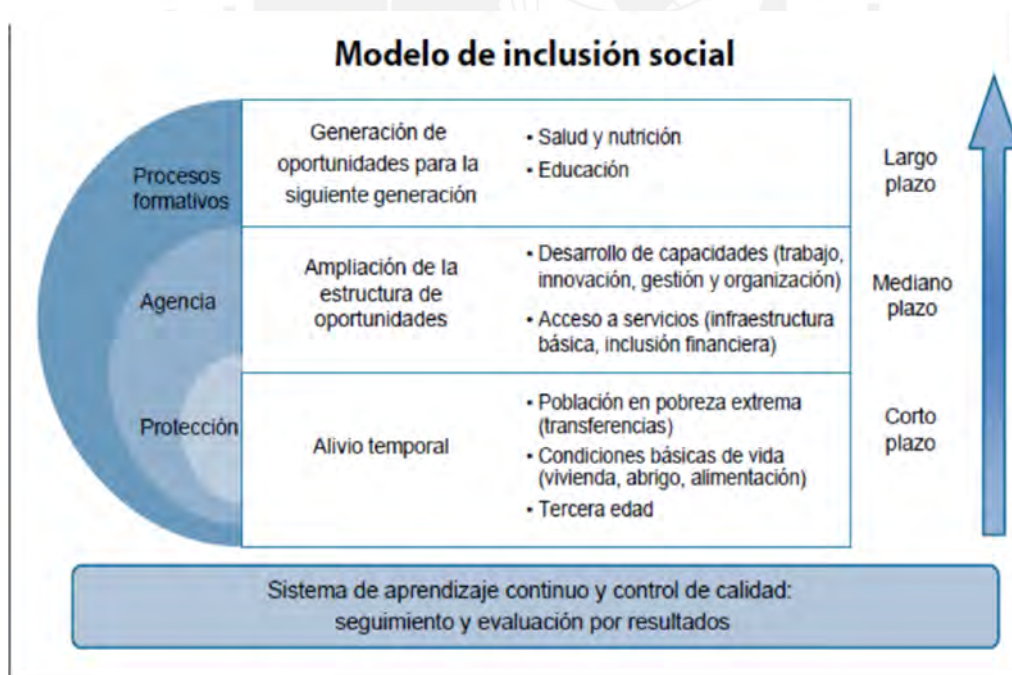 Modelo de inclusión social
Procesos
formativos
Generación de
oportunidades para la
siguiente generación
• Salud y nutrición
• Educación
Largo
plazo
Agencia
Ampliación de la
estructura de
oportunidades
• Desarrollo de capacidades (trabajo,
innovación, gestión y organización)
• Acceso a servicios (infraestructura
básica, inclusión financiera)
Mediano
plazo
Protección
Alivio temporal
• Población en pobreza extrema
(transferencias)
• Condiciones básicas de vida
(vivienda, abrigo, alimentación)
• Tercera edad
Corto
plazo
Sistema de aprendizaje continuo y control de calidad:
seguimiento y evaluación por resultados